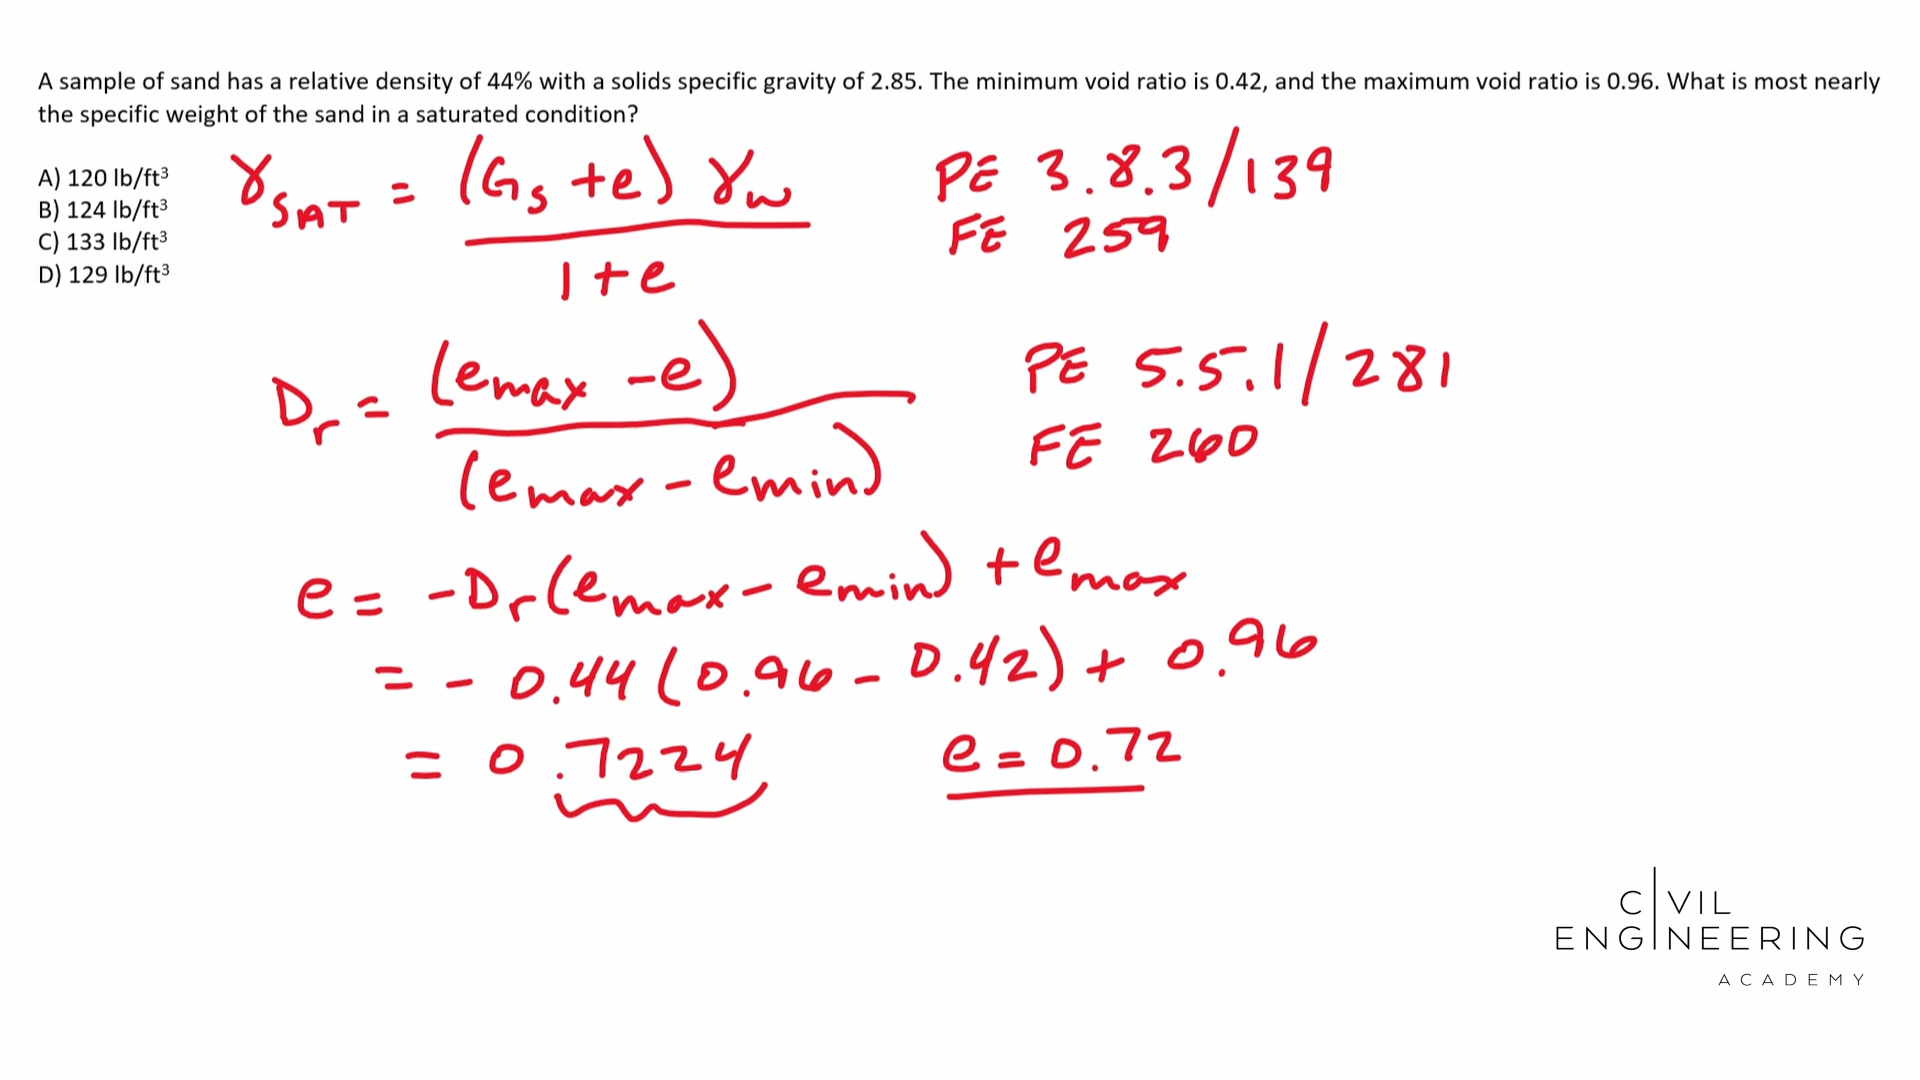 A sample of sand has a relative density of 44% with a solids specific gravity of 2.85. The minimum void ratio is 0.42, and the maximum void ratio is 0.96. What is most nearly
the specific weight of the sand in a saturated condition?
A) 120 lb/ft³
B) 124 lb/ft³
C) 133 lb/ft³
D) 129 lb/ft³
γSAT = (Gs + e) γw
1 + e
PE 3.8.3/139
FE 259
Dr = (emax - e)
(emax - emin)
PE 5.5.1/281
FE 260
e = -Dr(emax - emin) + emax
= - 0.44 (0.96 - 0.42) + 0.96
= 0.7224
e = 0.72
CIVIL
ENGINEERING
ACADEMY